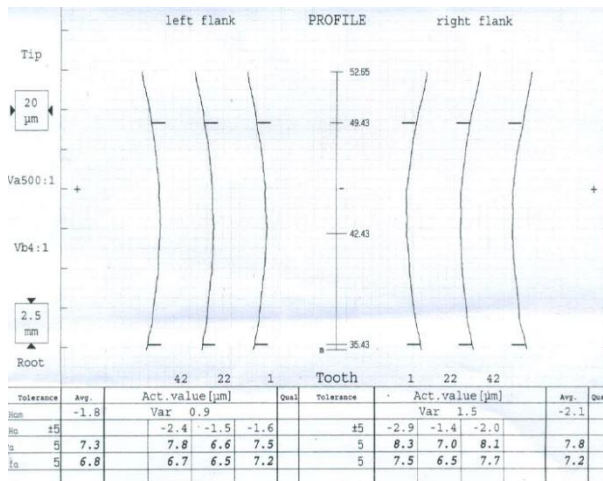 left flank PROFILE right flank
Tip
52.65
20
µm
49.43
Va500:1
+ - +
42.43
Vb4:1
2.5
mm
35.43
Root
42 22 1 Tooth 1 22 42
Tolerance Avg. Act.value[µm] Qual Tolerance Act.value[µm] Avg. Qua
-1.8 Var 0.9 Var 1.5 -2.1
±5 -2.4 -1.5 -1.6 ±5 -2.9 -1.4 -2.0
5 7.3 7.8 6.6 7.5 5 8.3 7.0 8.1 7.8
fa 5 6.8 6.7 6.5 7.2 5 7.5 6.5 7.7 7.2